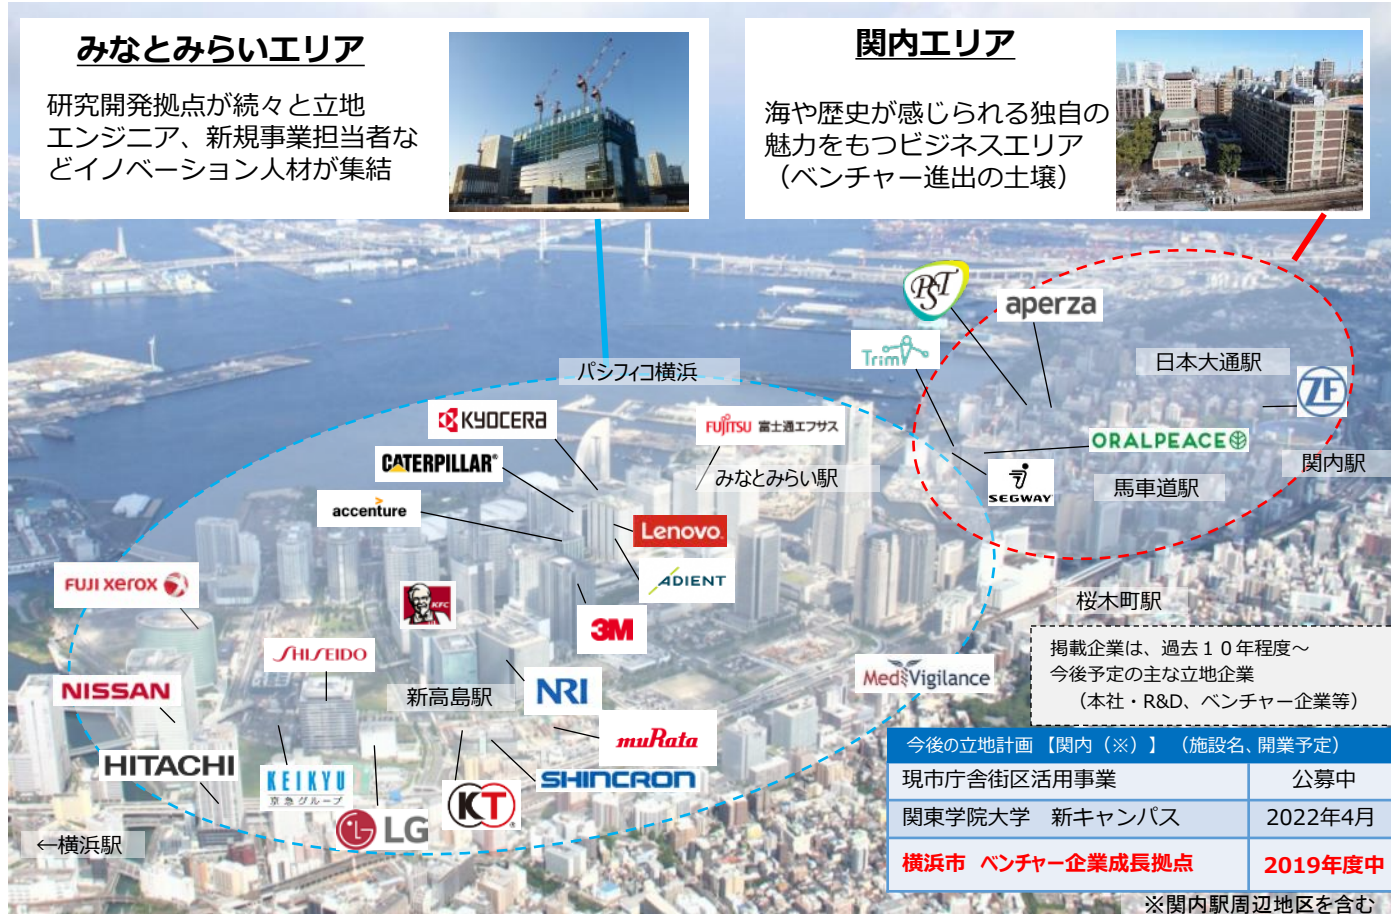 みなとみらいエリア
研究開発拠点が続々と立地
エンジニア、新規事業担当者な
どイノベーション人材が集結
関内エリア
海や歴史が感じられる独自の
魅力をもつビジネスエリア
（ベンチャー進出の土壌）
PST
aperza
Trim
日本大通駅
ZF
パシフィコ横浜
KYOCERA
FUJITSU 富士通エフサス
ORALPEACE
関内駅
CATERPILLAR®
みなとみらい駅
SEGWAY
馬車道駅
accenture
Lenovo
ADIENT
FUJI xerox
KFC
3M
桜木町駅
SHISEIDO
掲載企業は、過去１０年程度～
今後予定の主な立地企業
（本社・R&D、ベンチャー企業等）
NISSAN
新高島駅
NRI
MedVigilance
muRata
HITACHI
KEIKYU
京急グループ
SHINCRON
KT
LG
←横浜駅
今後の立地計画 【関内（※）】 （施設名、開業予定）
現市庁舎街区活用事業 公募中
関東学院大学　新キャンパス 2022年4月
横浜市 ベンチャー企業成長拠点 2019年度中
※関内駅周辺地区を含む